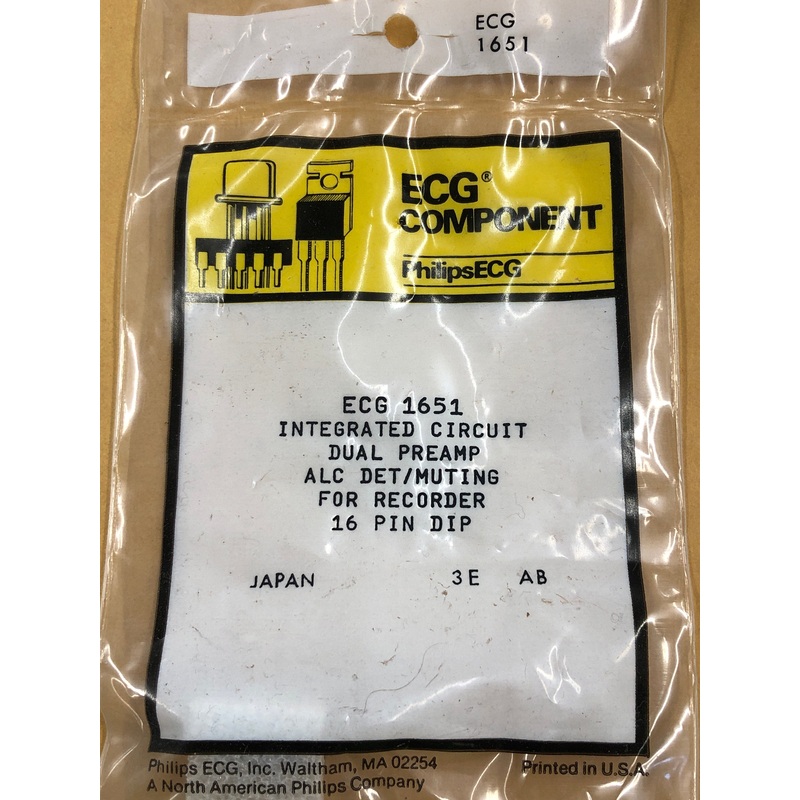 ECG
1651
ECG®
COMPONENT
PhilipsECG
ECG 1651
INTEGRATED CIRCUIT
DUAL PREAMP
ALC DET/MUTING
FOR RECORDER
16 PIN DIP
JAPAN 3E AB
Philips ECG, Inc. Waltham, MA 02254 Printed in U.S.A.
A North American Philips Company